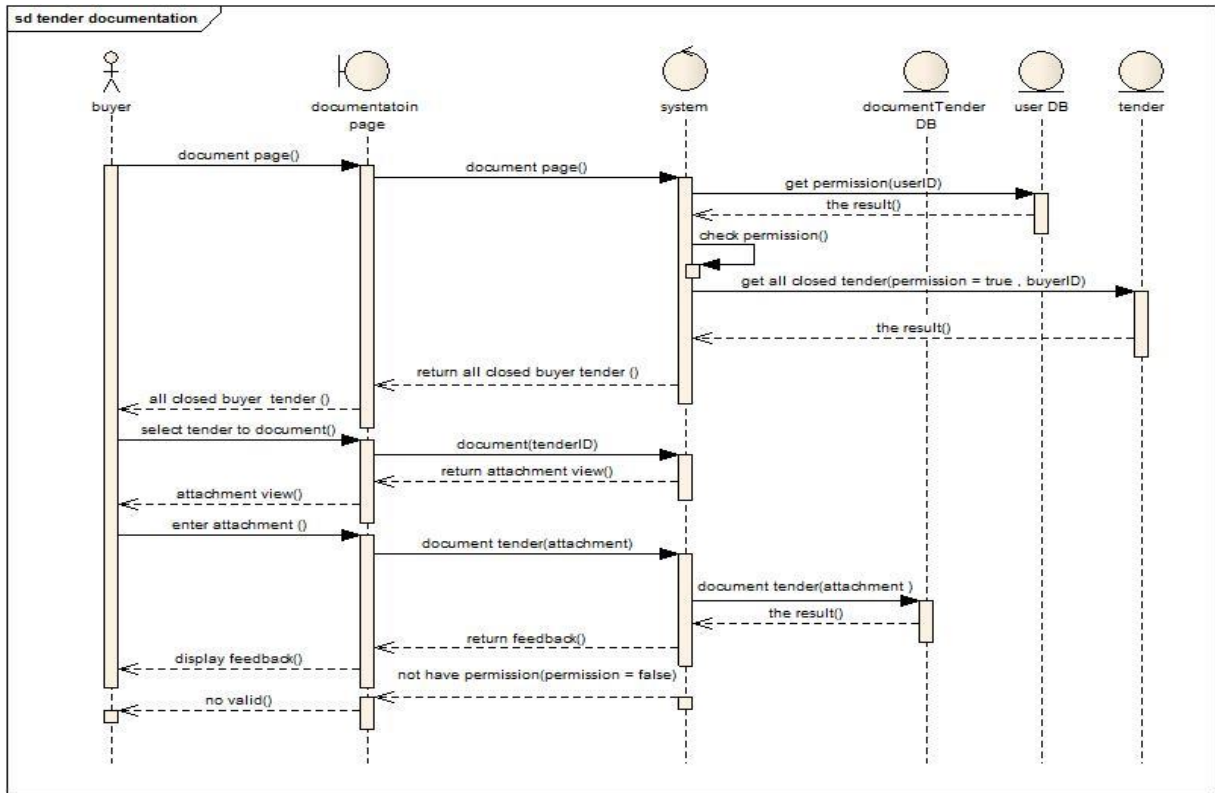 sd tender documentation
buyer
documentatoin
page
system
documentTender
DB
user DB
tender
document page()
document page()
get permission(userID)
the result()
check permission()
get all closed tender(permission = true , buyerID)
the result()
return all closed buyer tender ()
all closed buyer tender ()
select tender to document()
document(tenderID)
return attachment view()
attachment view()
enter attachment ()
document tender(attachment)
document tender(attachment )
the result()
return feedback()
display feedback()
not have permission(permission = false)
no valid()